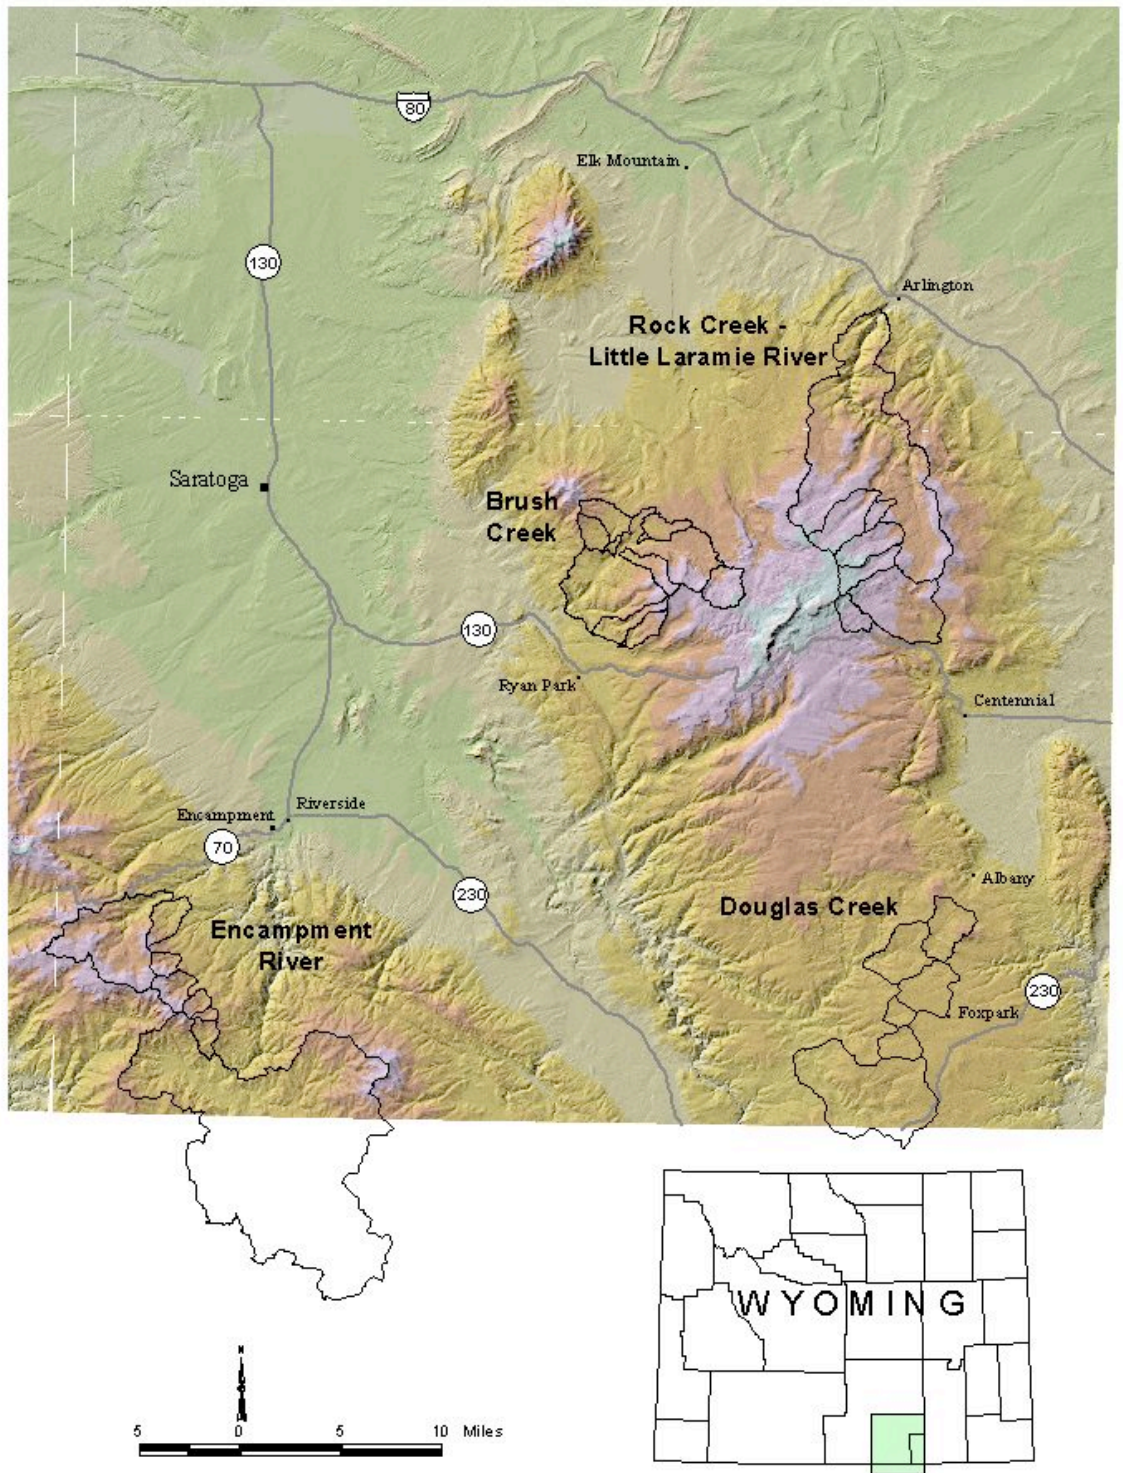 80
Elk Mountain
130
Arlington
Rock Creek -
Little Laramie River
Saratoga
Brush
Creek
130
Ryan Park
Centennial
Riverside
Encampment
70
230
Albany
Douglas Creek
Encampment
River
230
Foxpark
WYOMING
N
5 0 5 10 Miles